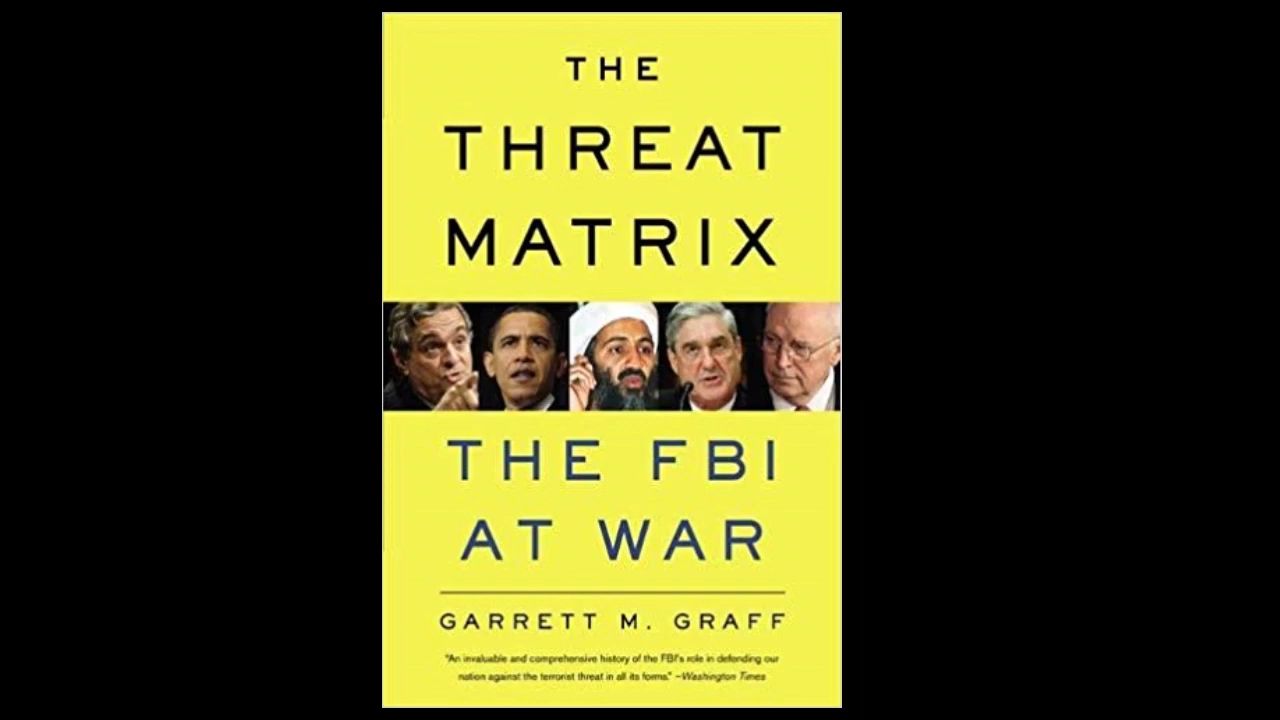 THE
THREAT
MATRIX
THE FBI
AT WAR
GARRETT M. GRAFF
"An invaluable and comprehensive history of the FBI's role in defending our
nation against the terrorist threat in all its forms." —Washington Times